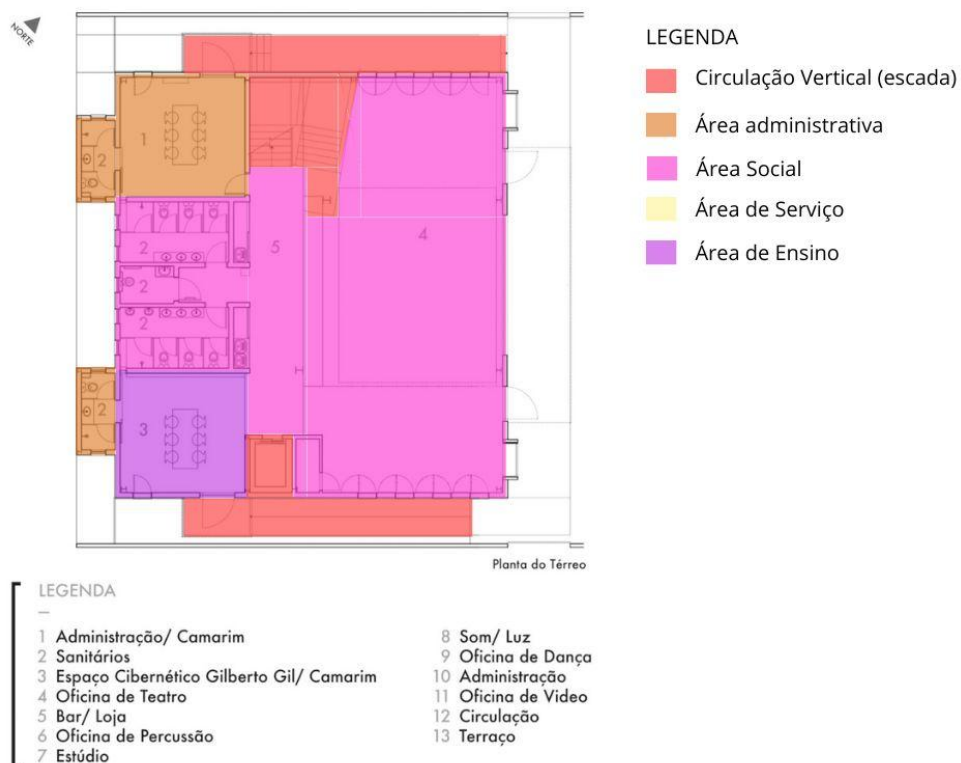 NORTE
1
2
2
2
2
5
4
2
3
Planta do Térreo
LEGENDA
Circulação Vertical (escada)
Área administrativa
Área Social
Área de Serviço
Área de Ensino
LEGENDA
1 Administração/ Camarim
2 Sanitários
3 Espaço Cibernético Gilberto Gil/ Camarim
4 Oficina de Teatro
5 Bar/ Loja
6 Oficina de Percussão
7 Estúdio
8 Som/ Luz
9 Oficina de Dança
10 Administração
11 Oficina de Video
12 Circulação
13 Terraço